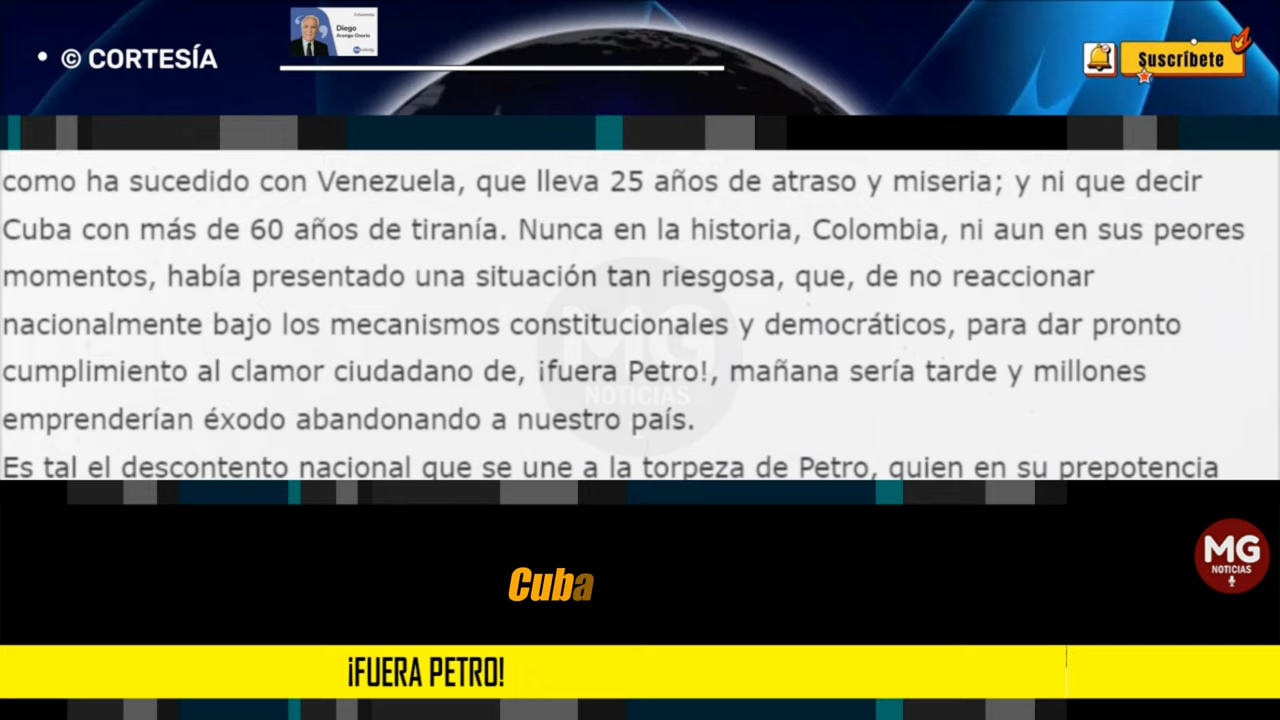 © CORTESÍA
Diego
Arango Osorio
Suscríbete
como ha sucedido con Venezuela, que lleva 25 años de atraso y miseria; y ni que decir
Cuba con más de 60 años de tiranía. Nunca en la historia, Colombia, ni aun en sus peores
momentos, había presentado una situación tan riesgosa, que, de no reaccionar
nacionalmente bajo los mecanismos constitucionales y democráticos, para dar pronto
cumplimiento al clamor ciudadano de, ¡fuera Petro!, mañana sería tarde y millones
emprenderían éxodo abandonando a nuestro país.
Es tal el descontento nacional que se une a la torpeza de Petro, quien en su prepotencia
MG
NOTICIAS
MG
NOTICIAS
Cuba
¡FUERA PETRO!